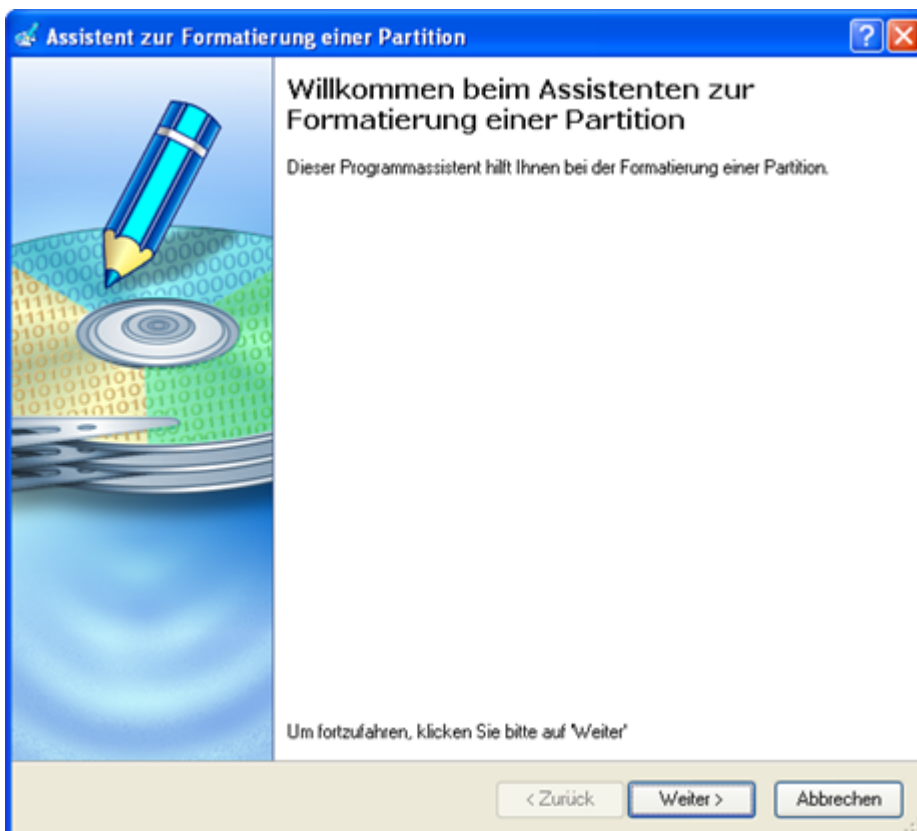 Assistent zur Formatierung einer Partition
Willkommen beim Assistenten zur
Formatierung einer Partition
Dieser Programmassistent hilft Ihnen bei der Formatierung einer Partition.
Um fortzufahren, klicken Sie bitte auf 'Weiter'
< Zurück
Weiter >
Abbrechen